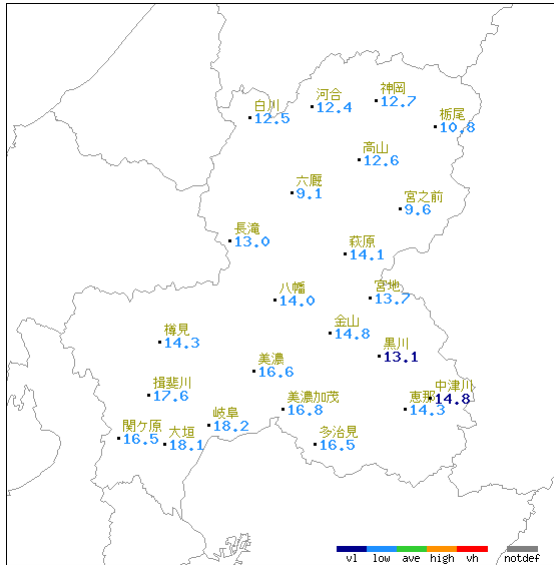 神岡
12.7
河合
12.4
白川
12.5
栃尾
10.8
高山
12.6
六厩
9.1
宮之前
9.6
長滝
13.0
萩原
14.1
八幡
14.0
宮地
13.7
金山
14.8
樽見
14.3
黒川
13.1
美濃
16.6
揖斐川
17.6
中津川
14.8
恵那
14.3
美濃加茂
16.8
岐阜
18.2
関ケ原
16.5
大垣
18.1
多治見
16.5
vl low ave high vh notdef